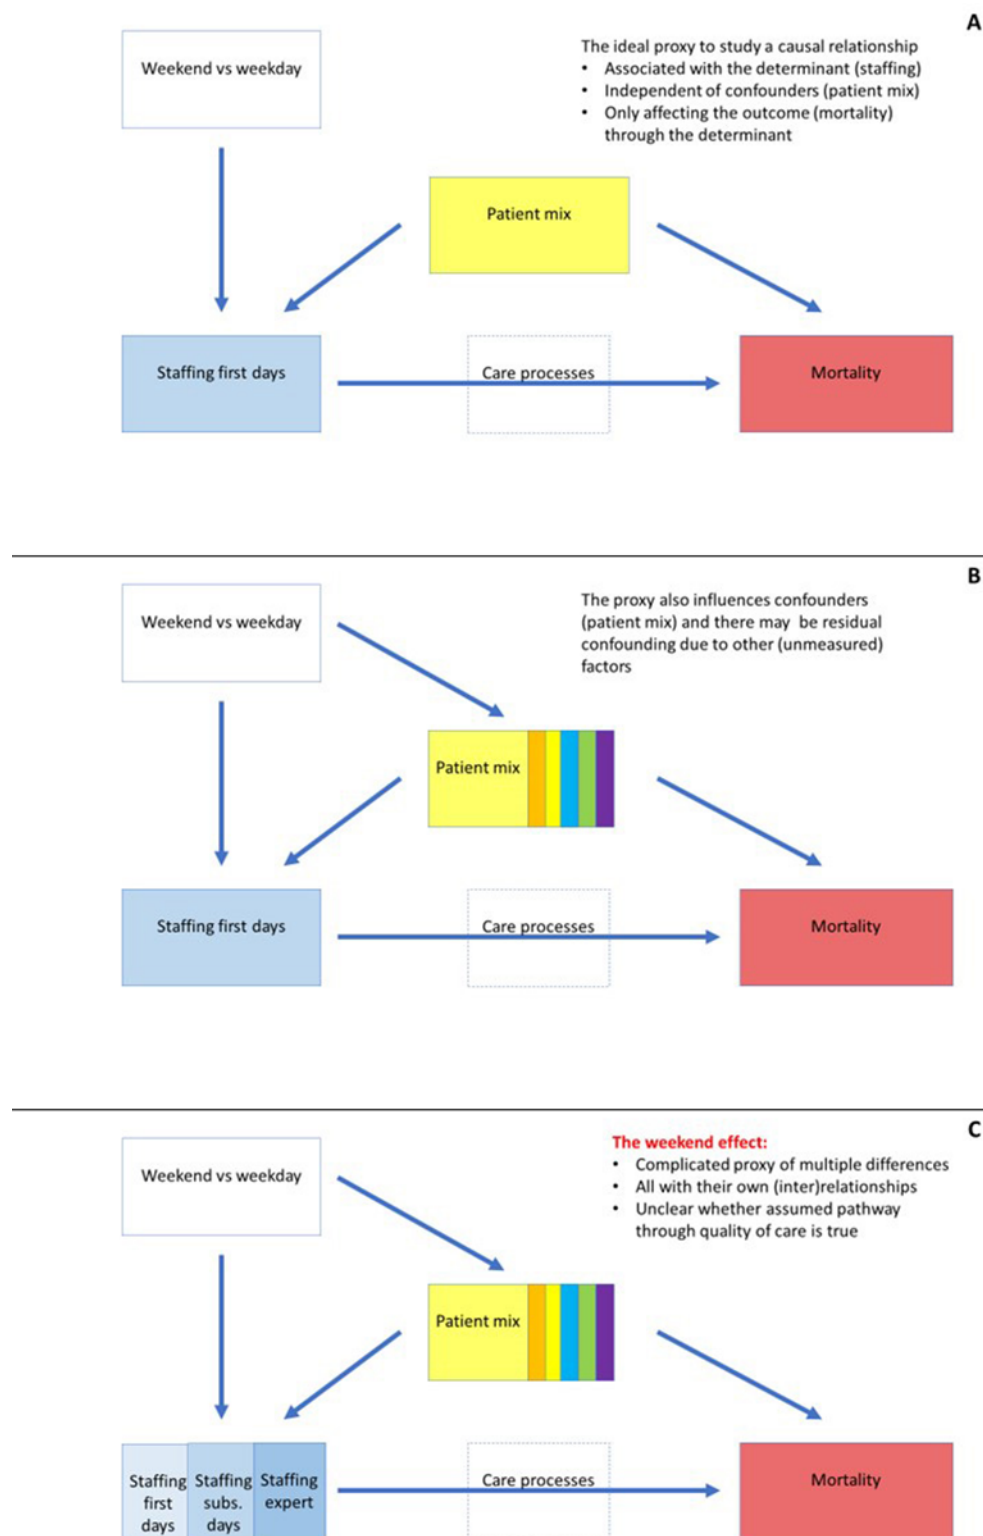 A
Weekend vs weekday
The ideal proxy to study a causal relationship
• Associated with the determinant (staffing)
• Independent of confounders (patient mix)
• Only affecting the outcome (mortality)
through the determinant
Patient mix
Staffing first days
Care processes
Mortality
B
Weekend vs weekday
The proxy also influences confounders
(patient mix) and there may be residual
confounding due to other (unmeasured)
factors
Patient mix
Staffing first days
Care processes
Mortality
C
Weekend vs weekday
The weekend effect:
• Complicated proxy of multiple differences
• All with their own (inter)relationships
• Unclear whether assumed pathway
through quality of care is true
Patient mix
Staffing
first
days
Staffing
subs.
days
Staffing
expert
Care processes
Mortality